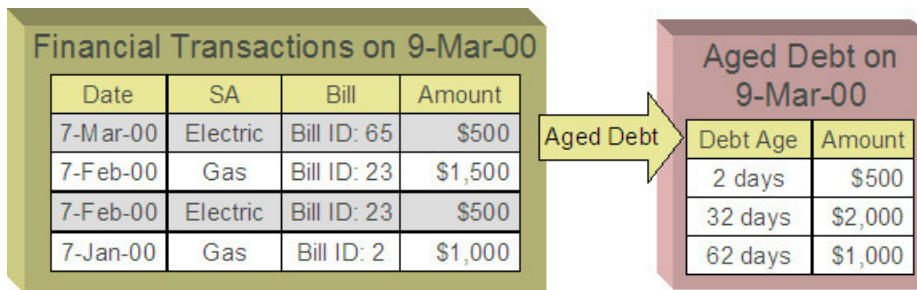 Financial Transactions on 9-Mar-00
Date SA Bill Amount
7-Mar-00 Electric Bill ID: 65 $500
7-Feb-00 Gas Bill ID: 23 $1,500
7-Feb-00 Electric Bill ID: 23 $500
7-Jan-00 Gas Bill ID: 2 $1,000
Aged Debt
Aged Debt on
9-Mar-00
Debt Age Amount
2 days $500
32 days $2,000
62 days $1,000